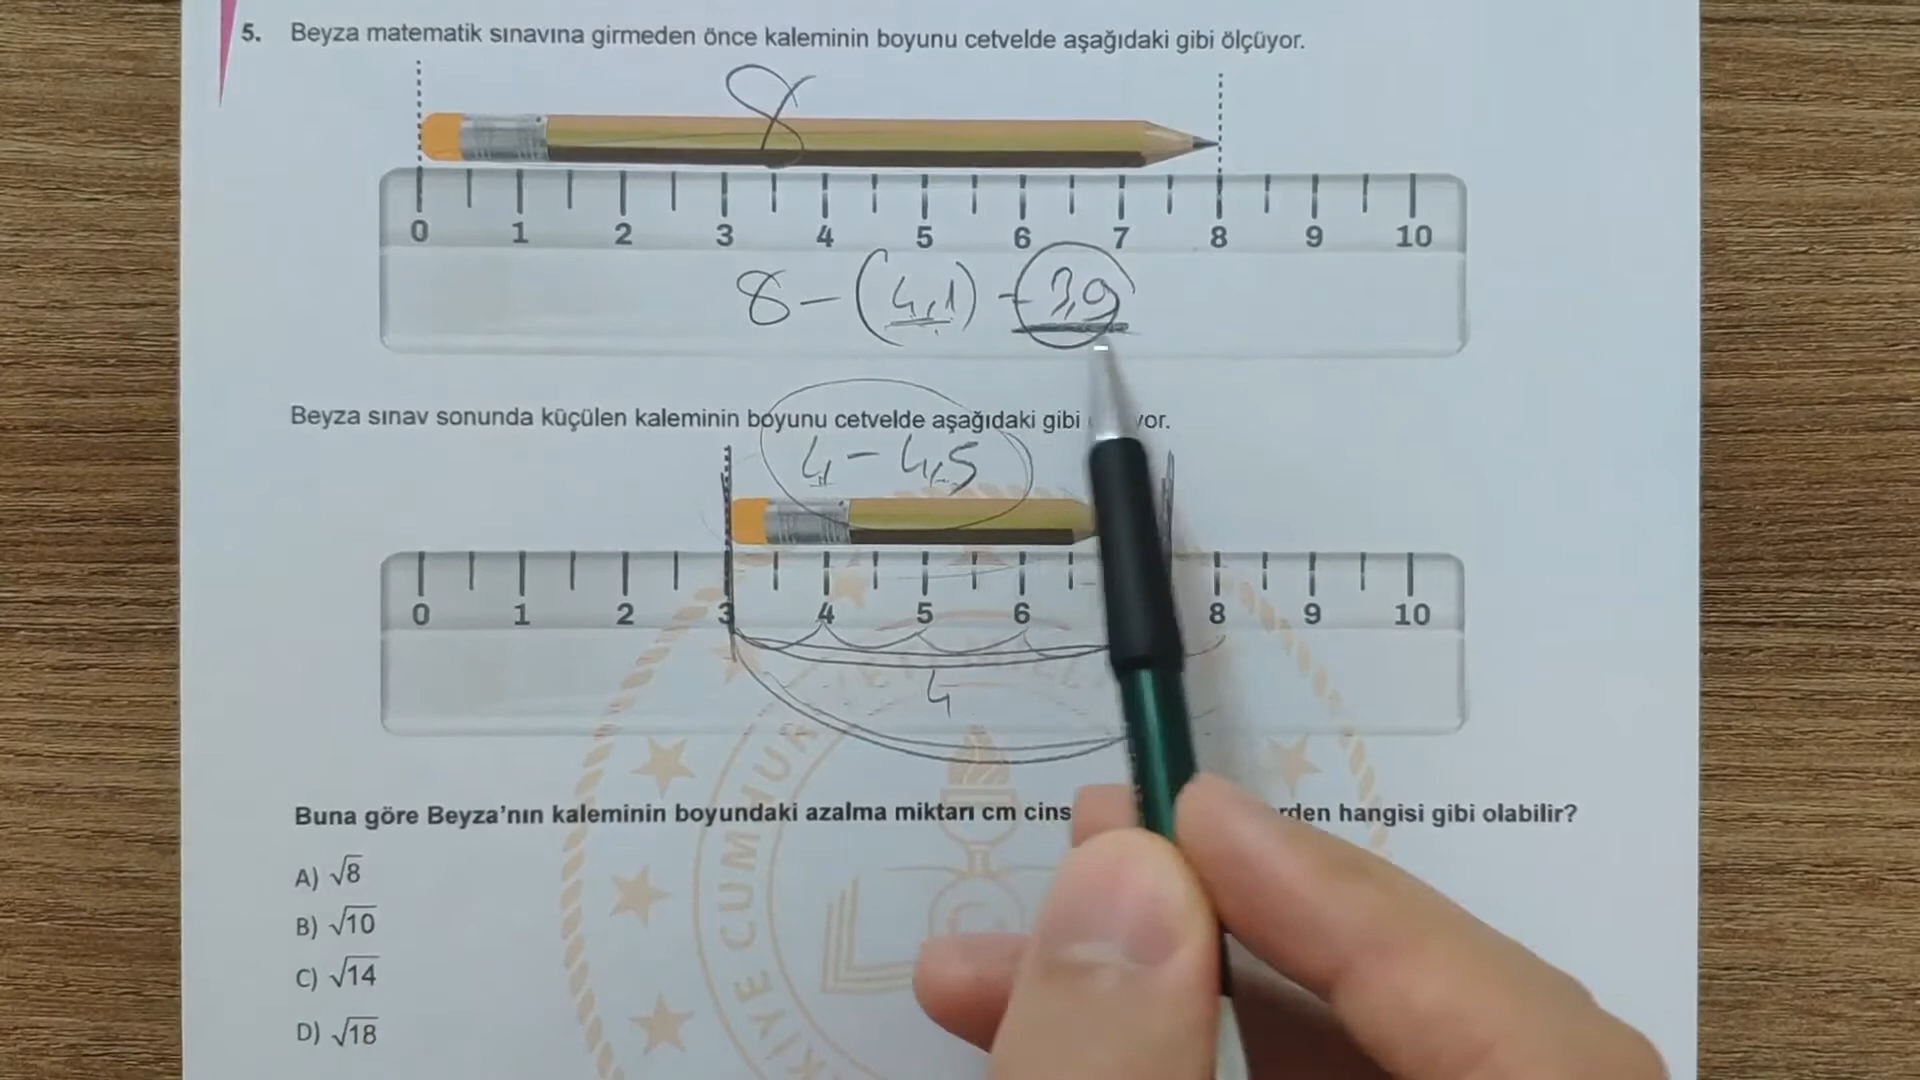 5. Beyza matematik sınavına girmeden önce kaleminin boyunu cetvelde aşağıdaki gibi ölçüyor.
8
0 1 2 3 4 5 6 7 8 9 10
8 - (4,1) - 3,9
Beyza sınav sonunda küçülen kaleminin boyunu cetvelde aşağıdaki gibi
4 - 4,5
0 1 2 3 4 5 6 8 9 10
4
Buna göre Beyza'nın kaleminin boyundaki azalma miktarı cm hangisi gibi olabilir?
A) √8
B) √10
C) √14
D) √18